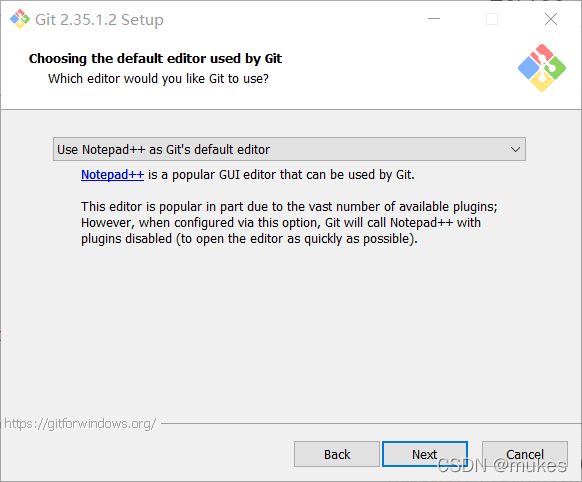 Git 2.35.1.2 Setup
Choosing the default editor used by Git
Which editor would you like Git to use?
Use Notepad++ as Git's default editor
Notepad++ is a popular GUI editor that can be used by Git.
This editor is popular in part due to the vast number of available plugins;
However, when configured via this option, Git will call Notepad++ with
plugins disabled (to open the editor as quickly as possible).
https://gitforwindows.org/
Back Next Cancel
CSDN @mukes